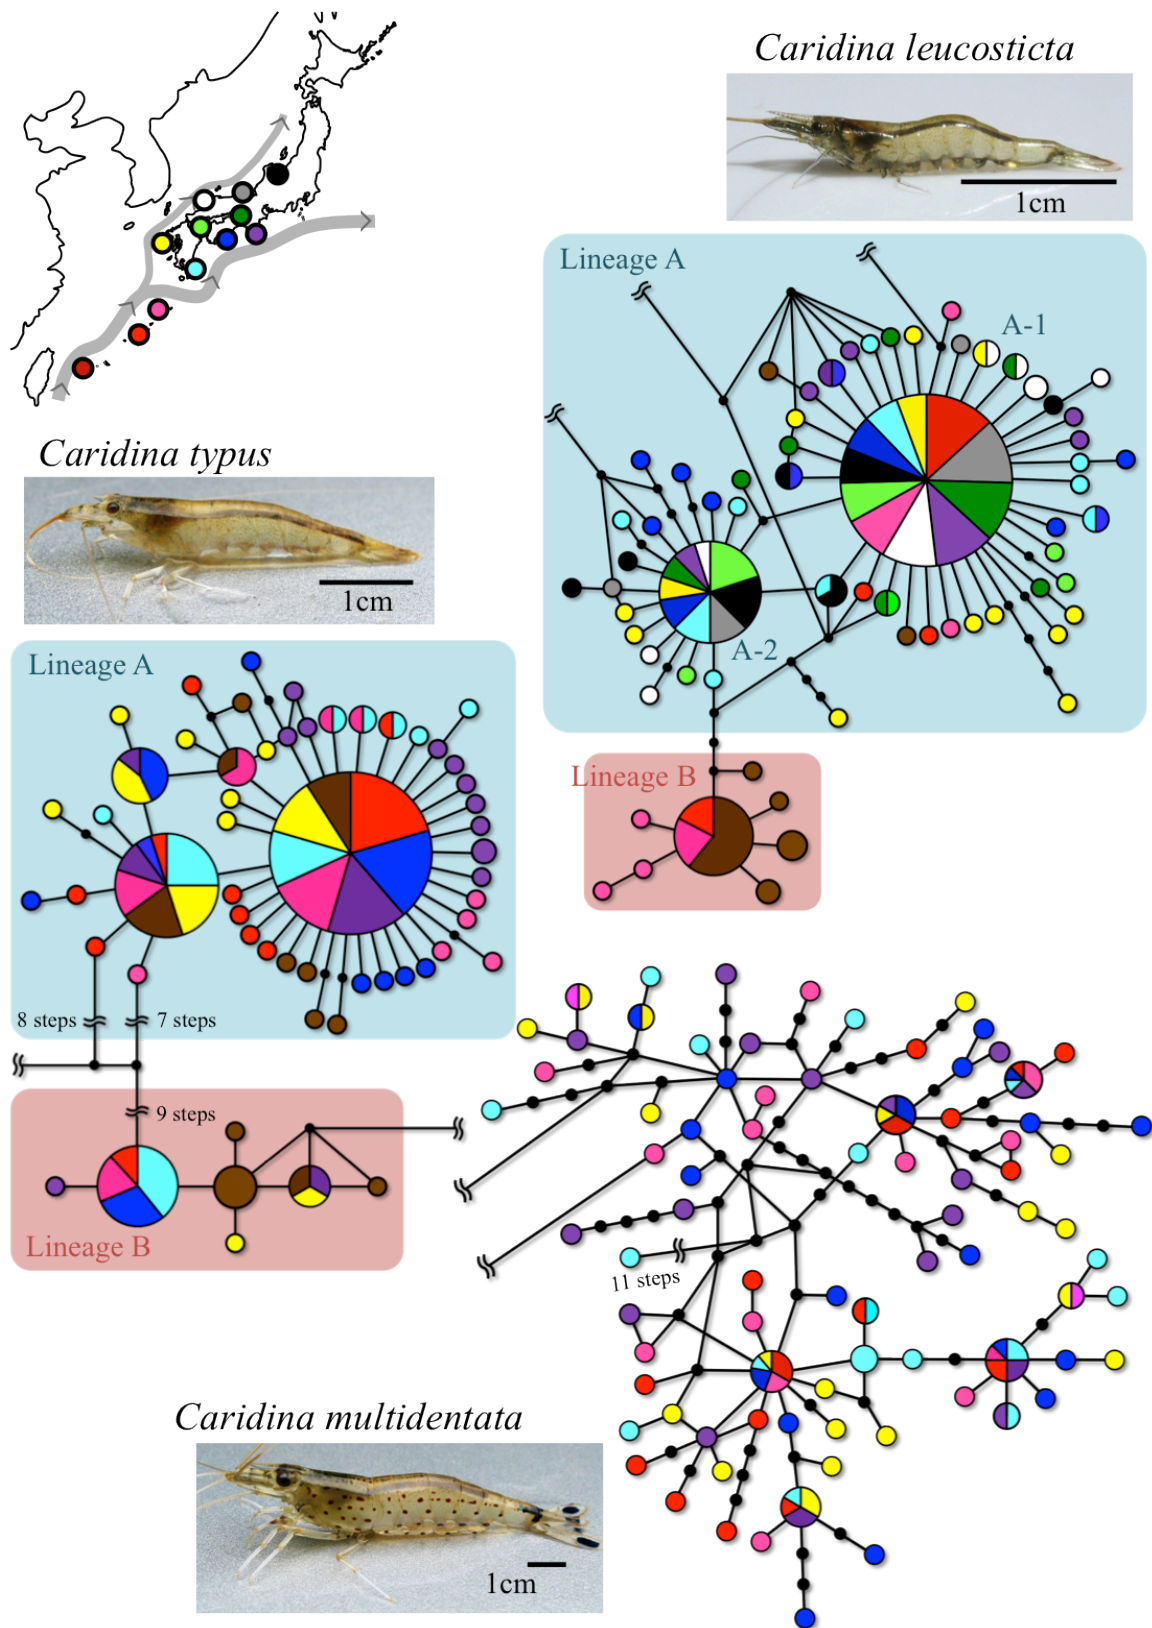 Caridina leucosticta
1cm
Lineage A
A-1
A-2
Lineage B
Caridina typus
1cm
Lineage A
8 steps
7 steps
9 steps
Lineage B
11 steps
Caridina multidentata
1cm